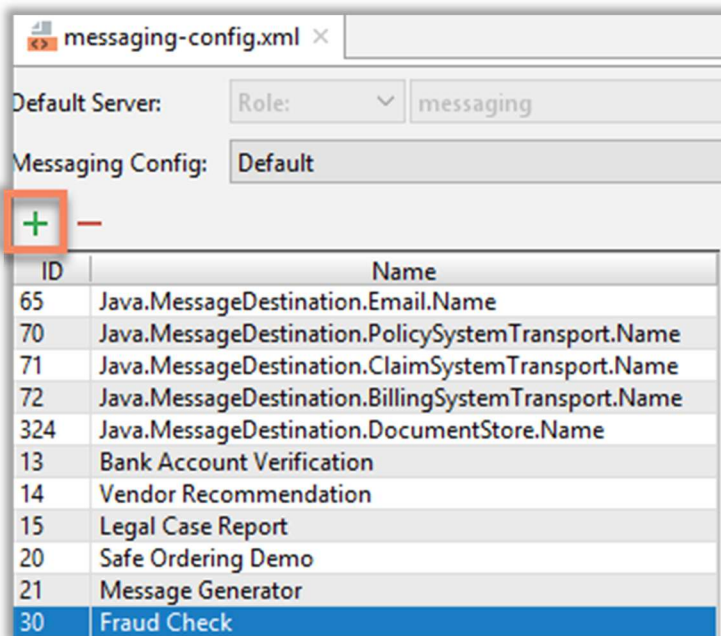 messaging-config.xml
Default Server: Role: messaging
Messaging Config: Default
ID Name
65 Java.MessageDestination.Email.Name
70 Java.MessageDestination.PolicySystemTransport.Name
71 Java.MessageDestination.ClaimSystemTransport.Name
72 Java.MessageDestination.BillingSystemTransport.Name
324 Java.MessageDestination.DocumentStore.Name
13 Bank Account Verification
14 Vendor Recommendation
15 Legal Case Report
20 Safe Ordering Demo
21 Message Generator
30 Fraud Check